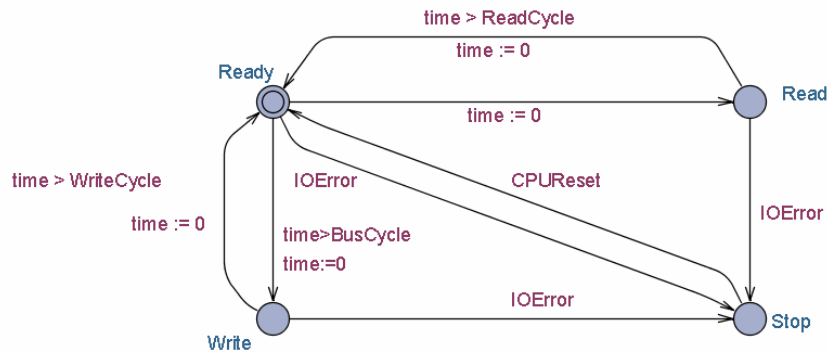 time > ReadCycle
time := 0
Ready
Read
time := 0
time > WriteCycle
IOError
CPUReset
time := 0
time>BusCycle
time:=0
IOError
IOError
Write
Stop